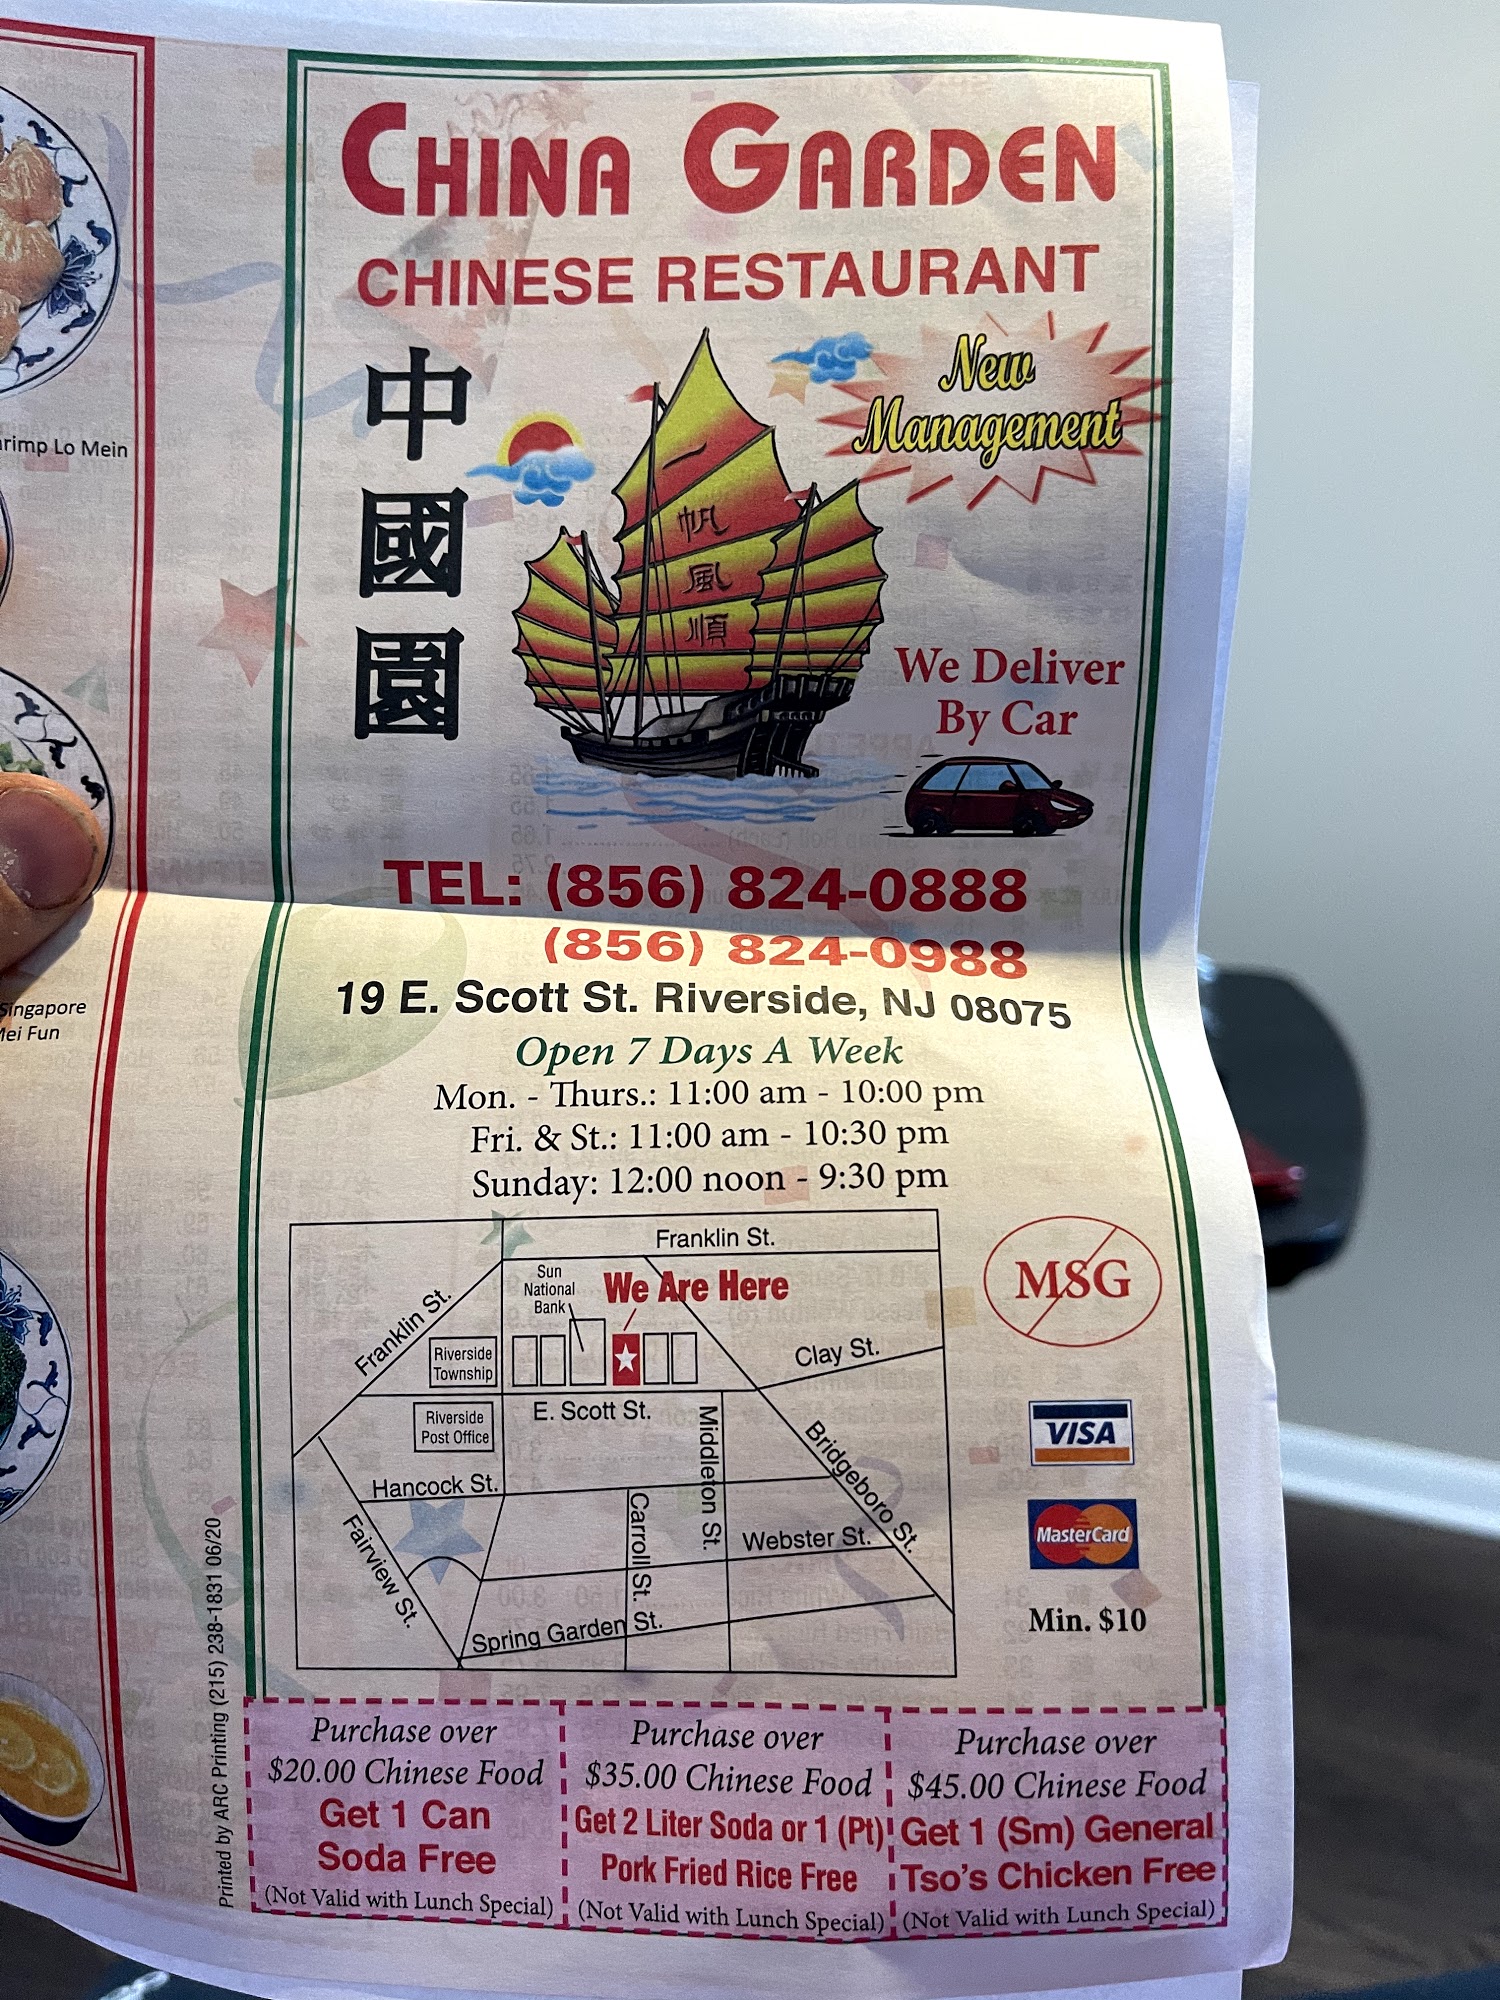 CHINA GARDEN
CHINESE RESTAURANT
中
國
園
一
帆
風
順
New
Management
We Deliver
By Car
TEL: (856) 824-0888
(856) 824-0988
19 E. Scott St. Riverside, NJ 08075
Open 7 Days A Week
Mon. - Thurs.: 11:00 am - 10:00 pm
Fri. & St.: 11:00 am - 10:30 pm
Sunday: 12:00 noon - 9:30 pm
Franklin St.
Franklin St.
Sun
National
Bank
We Are Here
Riverside
Township
Clay St.
Riverside
Post Office
E. Scott St.
Middleton St.
Bridgeboro St.
Hancock St.
Fairview St.
Carroll St.
Webster St.
Spring Garden St.
MSG
VISA
MasterCard
Min. $10
Purchase over
$20.00 Chinese Food
Get 1 Can
Soda Free
(Not Valid with Lunch Special)
Purchase over
$35.00 Chinese Food
Get 2 Liter Soda or 1 (Pt)
Pork Fried Rice Free
(Not Valid with Lunch Special)
Purchase over
$45.00 Chinese Food
Get 1 (Sm) General
Tso's Chicken Free
(Not Valid with Lunch Special)
Printed by ARC Printing (215) 238-1831 06/20
Lo Mein
Singapore
Fun